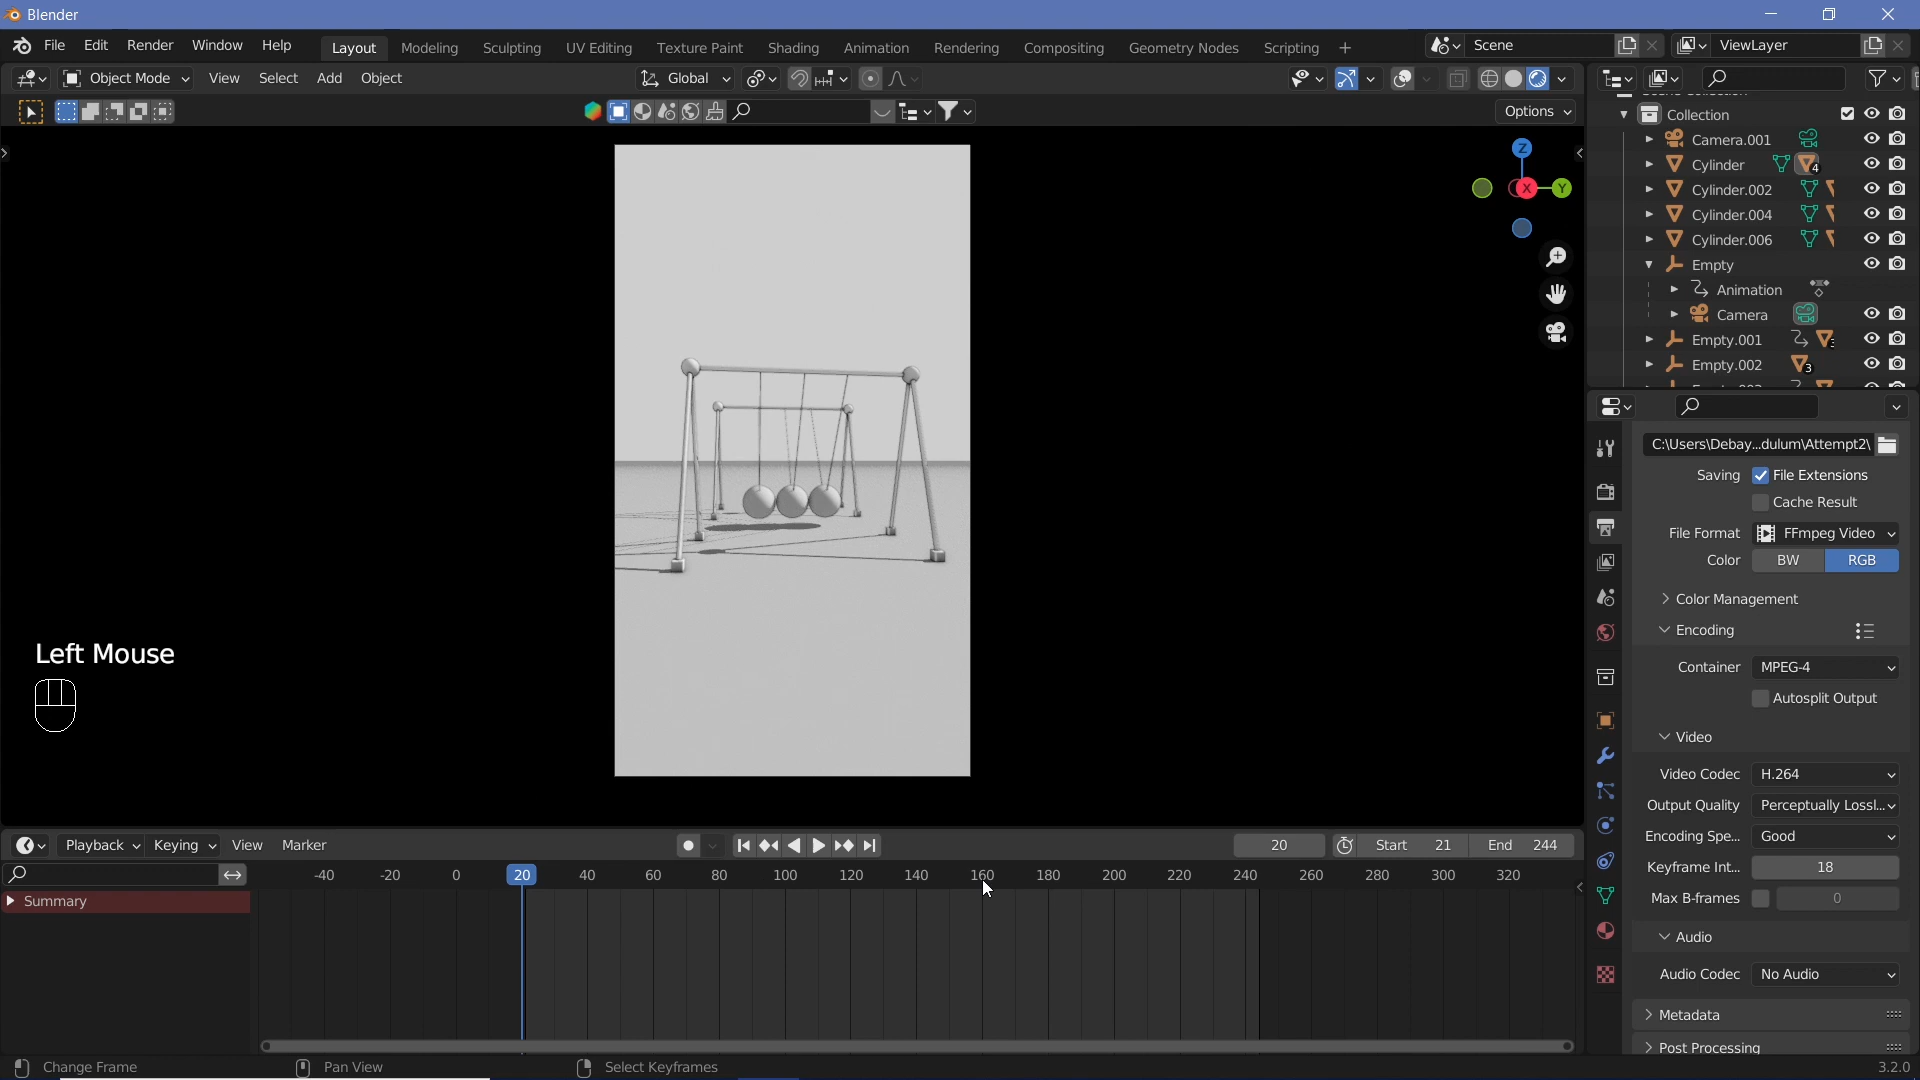 Blender
File Edit Render Window Help Layout Modeling Sculpting UV Editing Texture Paint Shading Animation Rendering Compositing Geometry Nodes Scripting + Scene ViewLayer
Object Mode View Select Add Object Global
Options
Z
X Y
Collection
Camera.001
Cylinder 4
Cylinder.002
Cylinder.004
Cylinder.006
Empty
Animation
Camera
Empty.001
Empty.002 3
C:\Users\Debay...dulum\Attempt2\
Saving File Extensions
Cache Result
File Format FFmpeg Video
Color BW RGB
Color Management
Encoding
Container MPEG-4
Autosplit Output
Video
Video Codec H.264
Output Quality Perceptually Lossl...
Encoding Spe... Good
Keyframe Int... 18
Max B-frames 0
Audio
Audio Codec No Audio
Metadata
Post Processing
Left Mouse
Playback Keying View Marker 20 Start 21 End 244
-40 -20 0 20 40 60 80 100 120 140 160 180 200 220 240 260 280 300 320
Summary
Change Frame Pan View Select Keyframes 3.2.0